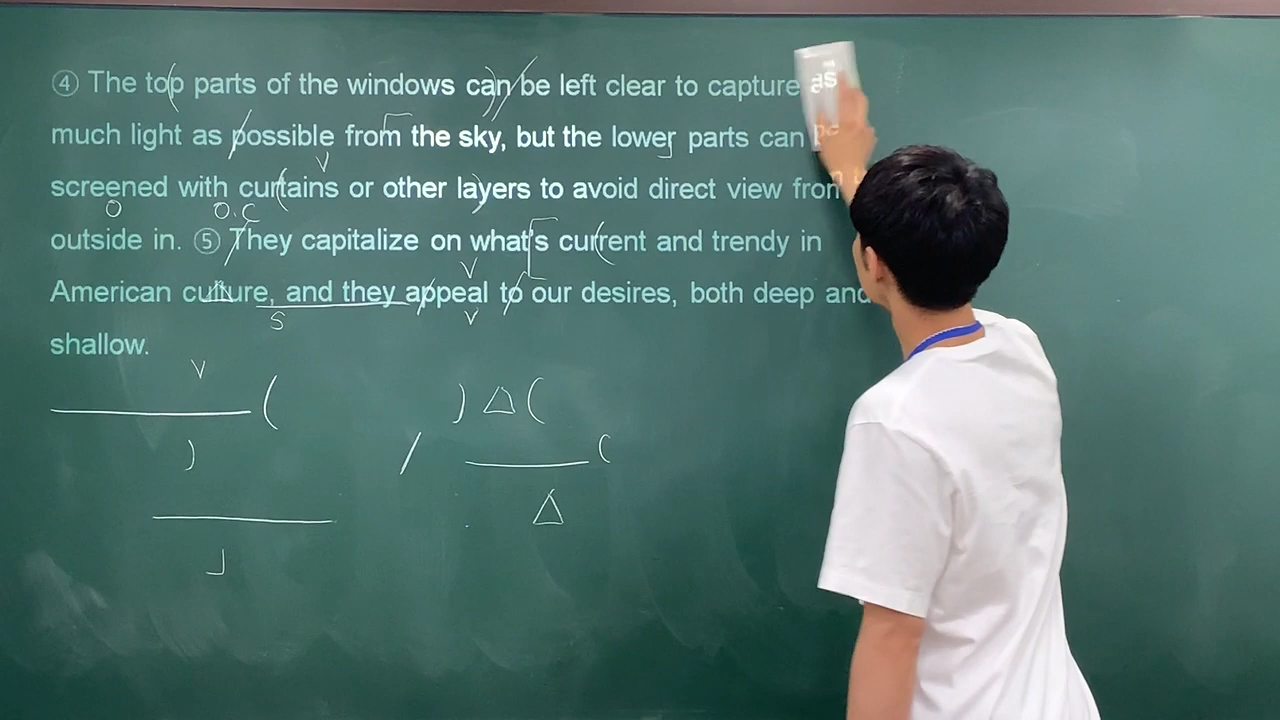 ④ The top parts of the windows can be left clear to capture as
much light as possible from the sky, but the lower parts can
screened with curtains or other layers to avoid direct view from
outside in. ⑤ They capitalize on what's current and trendy in
American culture, and they appeal to our desires, both deep and
shallow.
V
O
O.C
V
S
V
V